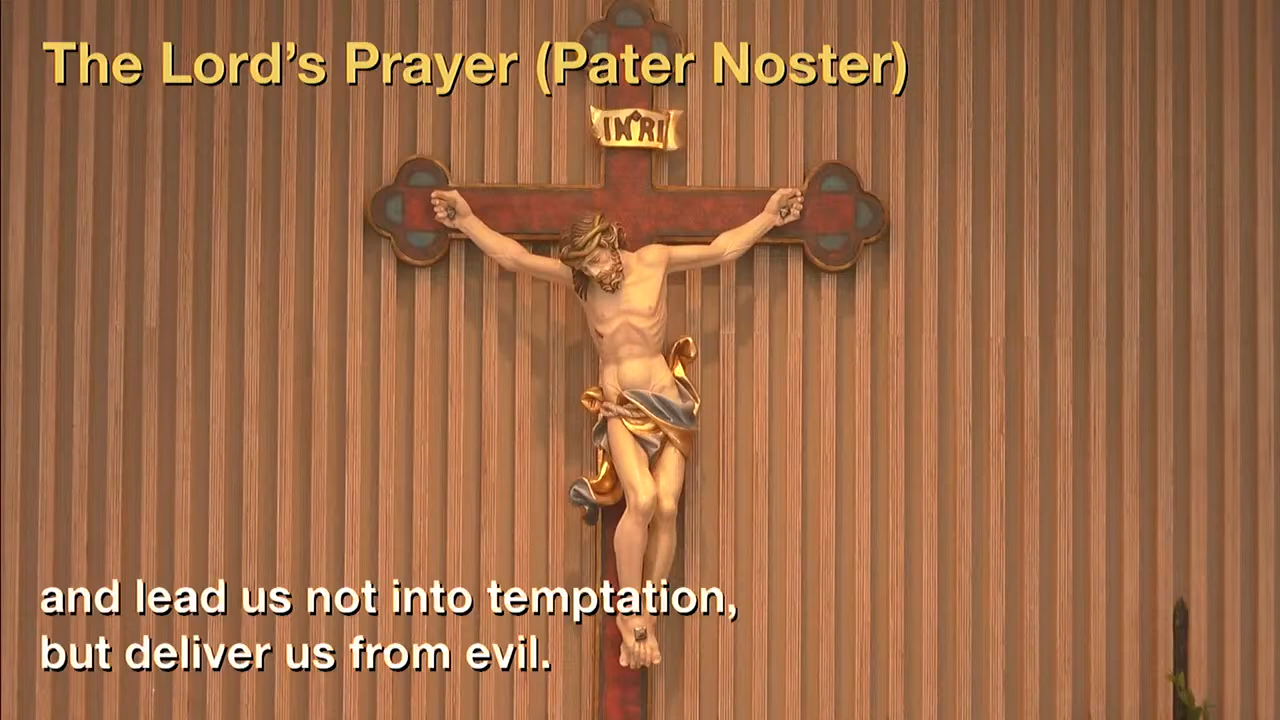 The Lord’s Prayer (Pater Noster)
INRI
and lead us not into temptation,
but deliver us from evil.